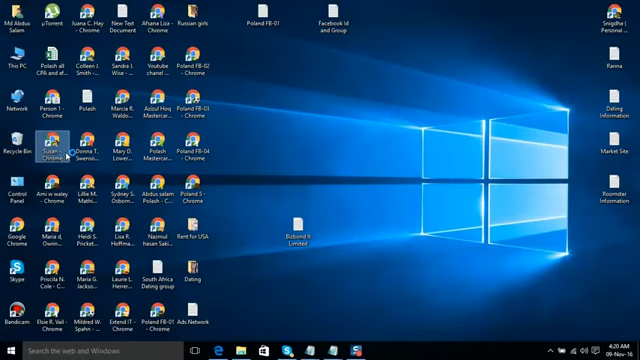 Md Abdus
Salam
µTorrent
Juana C. Hay
- Chrome
New Text
Document
Afsana Liza -
Chrome
Russian girls
Poland FB-01
Facebook Id
and Group
Snigdha (
Personal ...
This PC
Polash all
CPA and af...
Colleen J.
Smith -...
Sandra J.
Wise - ...
Youtube
chanel ...
Poland FB-02
- Chrome
Ranna
Network
Person 1 -
Chrome
Polash
Marcia R.
Waldo...
Azizul Hoq
Mastercar...
Poland FB-03
- Chrome
Dating
Information
Recycle Bin
Susan -
Chrome
Donna T.
Sweroo...
Mary D.
Lower...
Polash
Mastercar...
Poland FB-04
- Chrome
Market Site
Control
Panel
Ami w waley
- Chrome
Lillie M.
Mathi...
Sydney S.
Osborn...
Abdus salam
Polash - C...
Poland 5 -
Chrome
Roomster
Information
Google
Chrome
Maria d,
Ownin...
Heidi S.
Pricket...
Lisa R.
Hoffma...
Nazmul
hasan Saki...
Rent for USA
Bizbond It
Limited
Skype
Priscila N.
Cole - C...
Maria G.
Jackso...
Laurie L.
Herrer...
South Africa
Dating group
Dating
Bandicam
Elsie R. Vail -
Chrome
Mildred W.
Spahn - ...
Extend IT -
Chrome
Poland FB-01
- Chrome
Ads Network
Search the web and Windows
4:20 AM
09-Nov-16